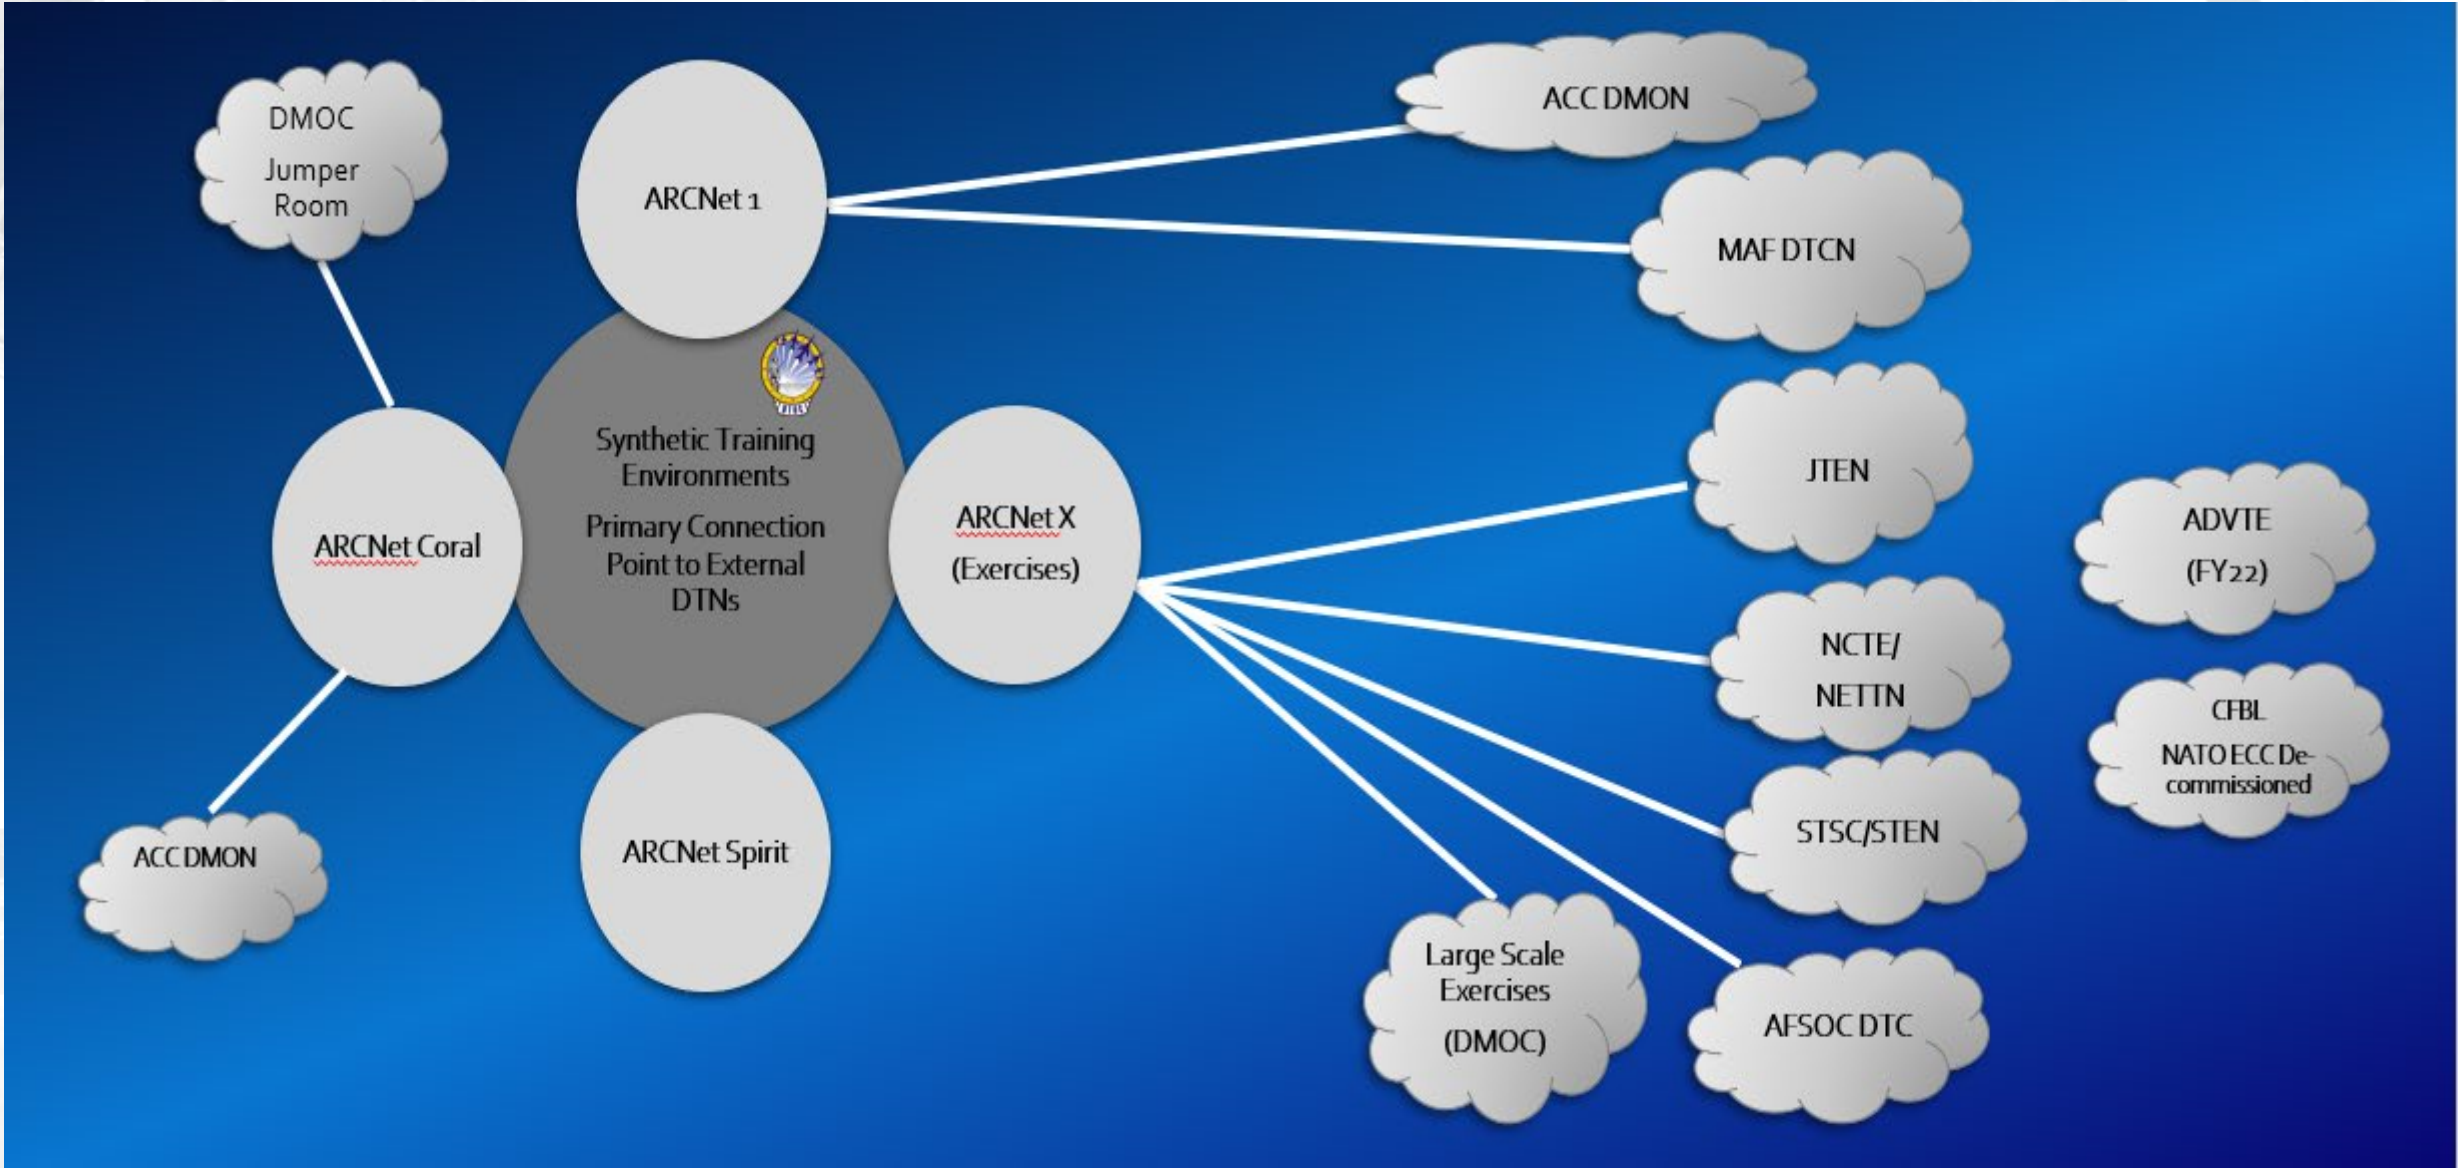 DMOC
Jumper
Room
ARCNet 1
ACC DMON
MAF DTCN
Synthetic Training
Environments
Primary Connection
Point to External
DTNs
ARCNet Coral
ARCNet X
(Exercises)
JTEN
ADVTE
(FY22)
NCTE/
NETTN
CFBL
NATO ECC De-
commissioned
STSC/STEN
ARCNet Spirit
ACC DMON
Large Scale
Exercises
(DMOC)
AFSOC DTC